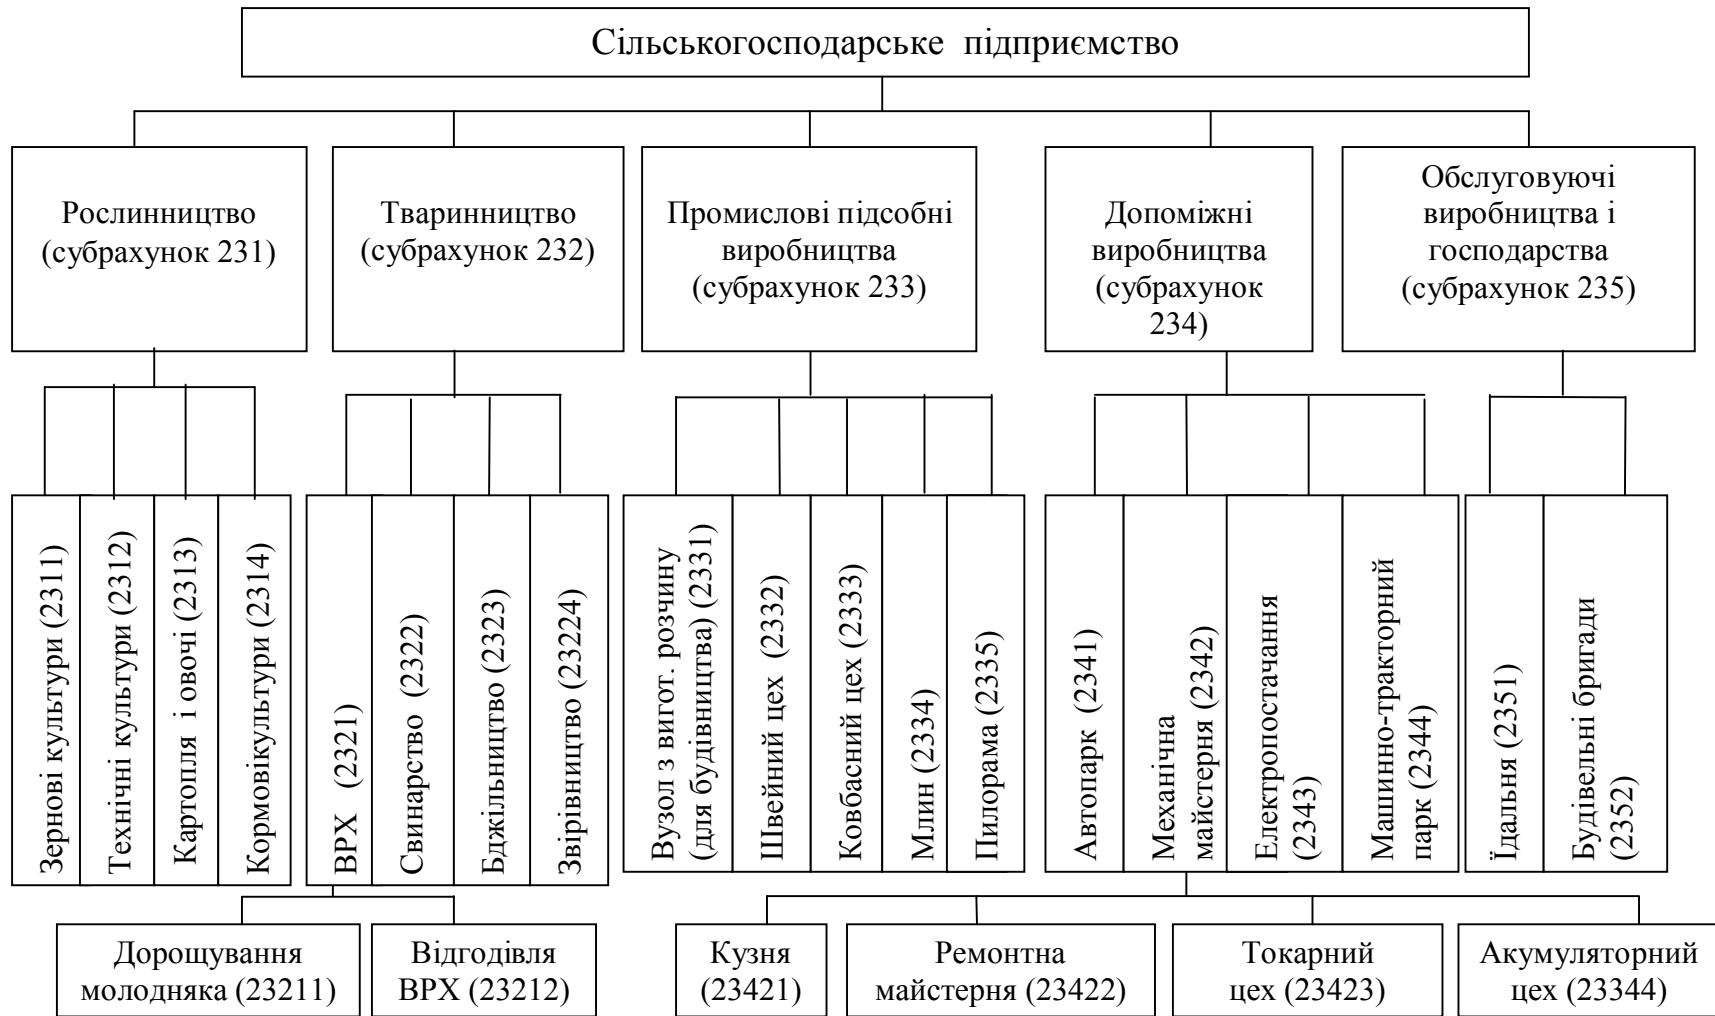 Сільськогосподарське підприємство
Рослинництво
(субрахунок 231)
Тваринництво
(субрахунок 232)
Промислові підсобні
виробництва
(субрахунок 233)
Допоміжні
виробництва
(субрахунок
234)
Обслуговуючі
виробництва і
господарства
(субрахунок 235)
Зернові культури (2311)
Технічні культури (2312)
Картопля і овочі (2313)
Кормовікультури (2314)
ВРХ (2321)
Свинарство (2322)
Бджільництво (2323)
Звірівництво (23224)
Вузол з вигот. розчину
(для будівництва) (2331)
Швейний цех (2332)
Ковбасний цех (2333)
Млин (2334)
Пилорама (2335)
Автопарк (2341)
Механічна
майстерня (2342)
Електропостачання
(2343)
Машинно-тракторний
парк (2344)
Їдальня (2351)
Будівельні бригади
(2352)
Дорощування
молодняка (23211)
Відгодівля
ВРХ (23212)
Кузня
(23421)
Ремонтна
майстерня (23422)
Токарний
цех (23423)
Акумуляторний
цех (23344)